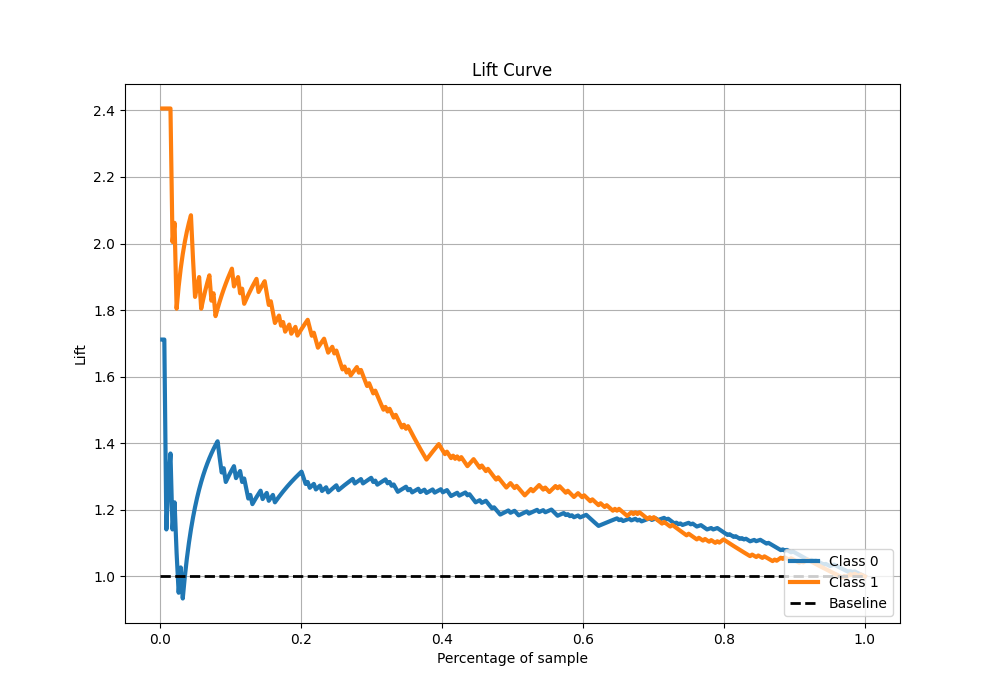 Lift Curve
Lift
2.4
2.2
2.0
1.8
1.6
1.4
1.2
1.0
0.0 0.2 0.4 0.6 0.8 1.0
Percentage of sample
Class 0
Class 1
Baseline